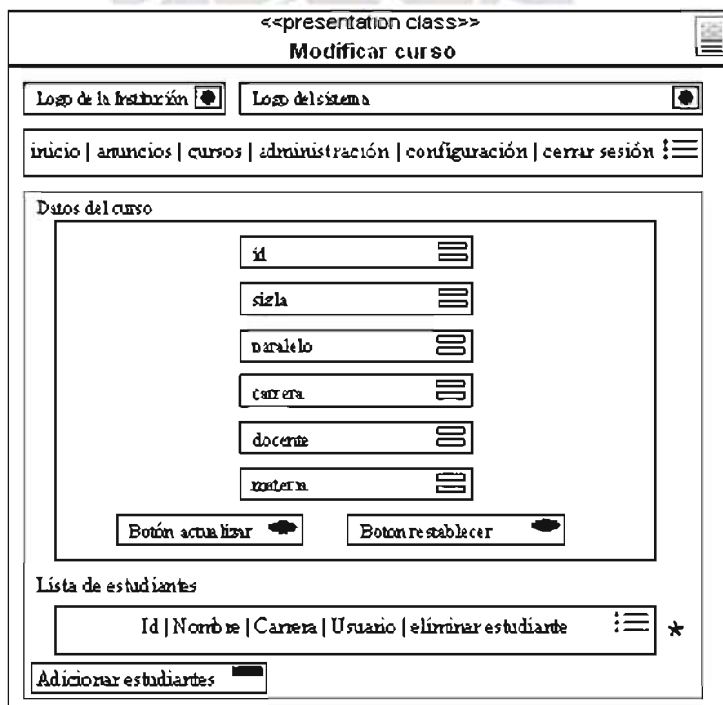 <<presentation class>>
Modificar curso
Logo de la Institución Logo del sistema
inicio | anuncios | cursos | administración | configuración | cerrar sesión
Datos del curso
id
sigla
paralelo
carrera
docente
materia
Botón actualizar Boton restablecer
Lista de estudiantes
Id | Nombre | Carrera | Usuario | eliminar estudiante *
Adicionar estudiantes